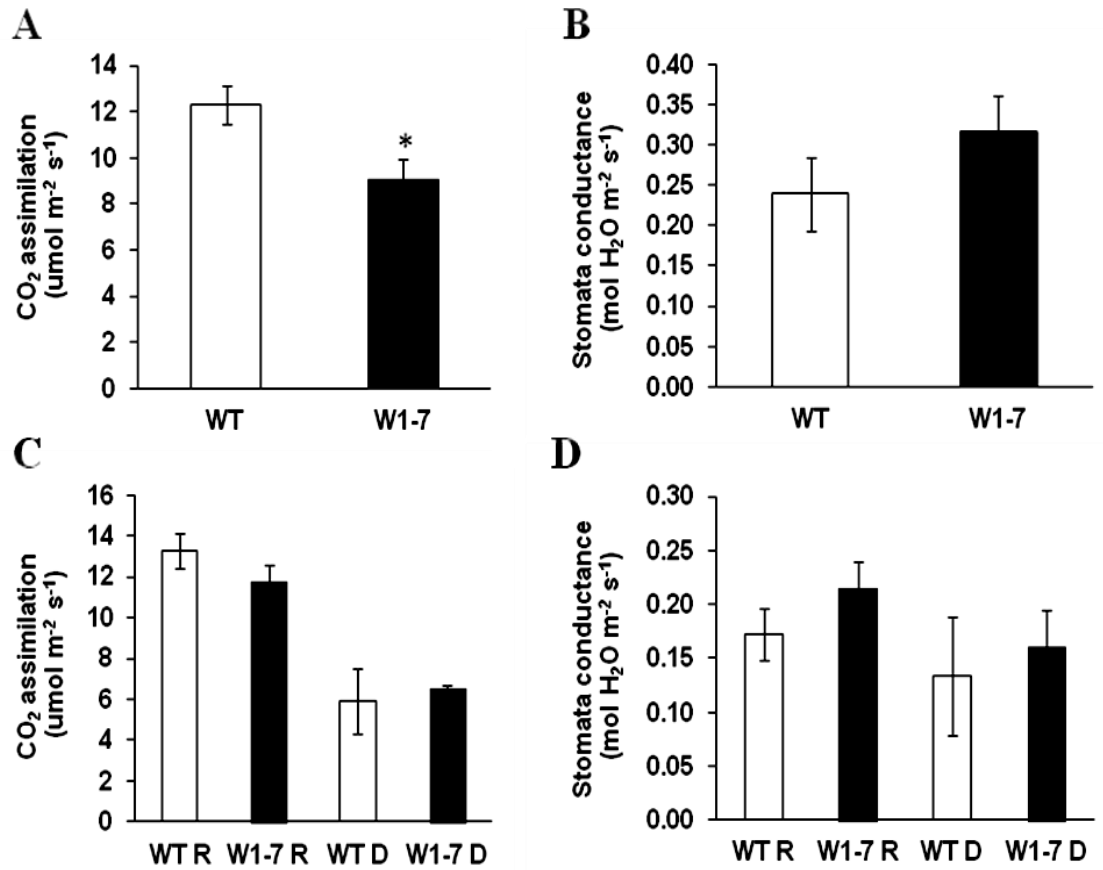 A
CO₂ assimilation
(umol m⁻² s⁻¹)
14
12
10
8
6
4
2
0
*
WT W1-7
B
Stomata conductance
(mol H₂O m⁻² s⁻¹)
0.40
0.35
0.30
0.25
0.20
0.15
0.10
0.05
0.00
WT W1-7
C
CO₂ assimilation
(umol m⁻² s⁻¹)
16
14
12
10
8
6
4
2
0
WT R W1-7 R WT D W1-7 D
D
Stomata conductance
(mol H₂O m⁻² s⁻¹)
0.30
0.25
0.20
0.15
0.10
0.05
0.00
WT R W1-7 R WT D W1-7 D